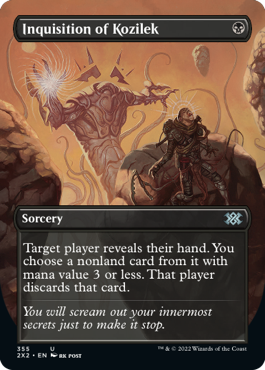 Inquisition of Kozilek
Sorcery
Target player reveals their hand. You
choose a nonland card from it with
mana value 3 or less. That player
discards that card.
You will scream out your innermost
secrets just to make it stop.
355 U
2X2 • EN RK POST
™ & © 2022 Wizards of the Coast